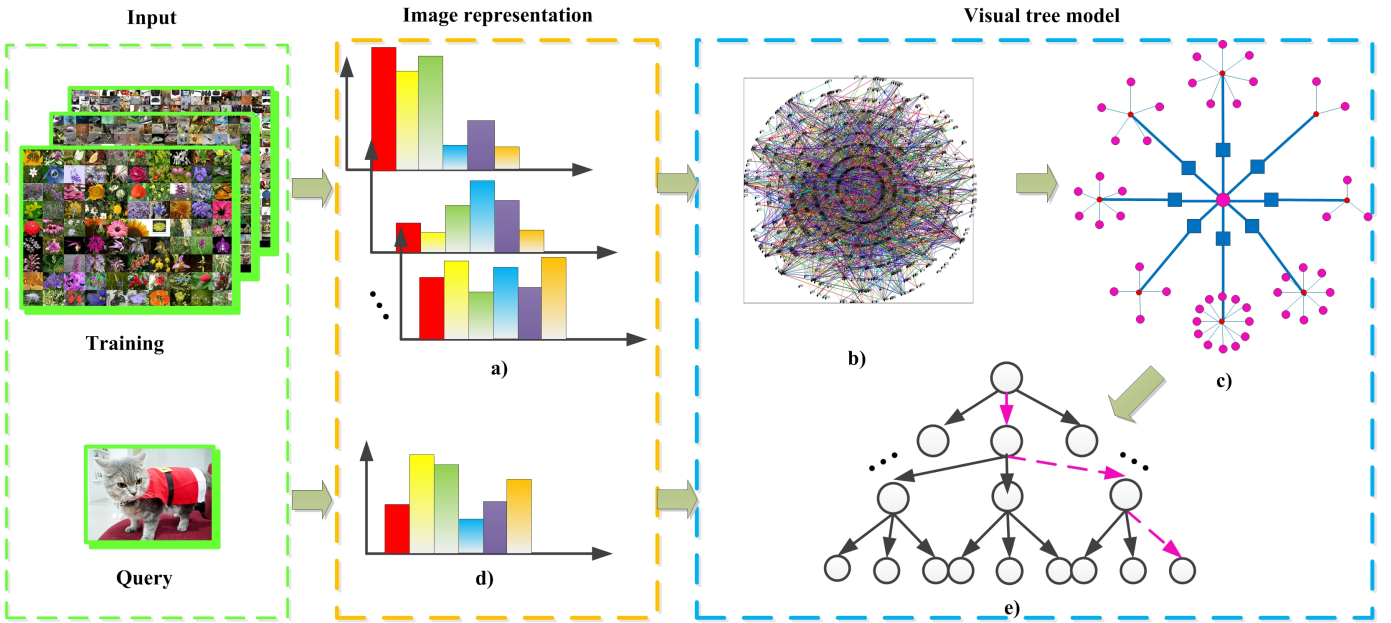 Input
Image representation
Visual tree model
Training
a)
b)
c)
Query
d)
e)